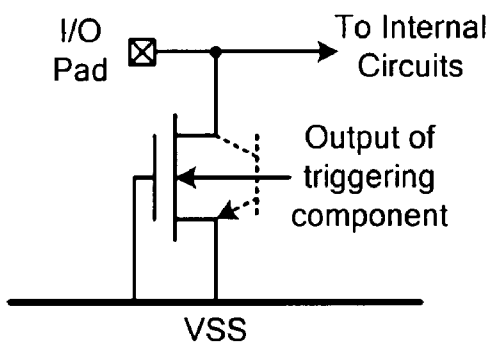 I/O
Pad
To Internal
Circuits
Output of
triggering
component
VSS